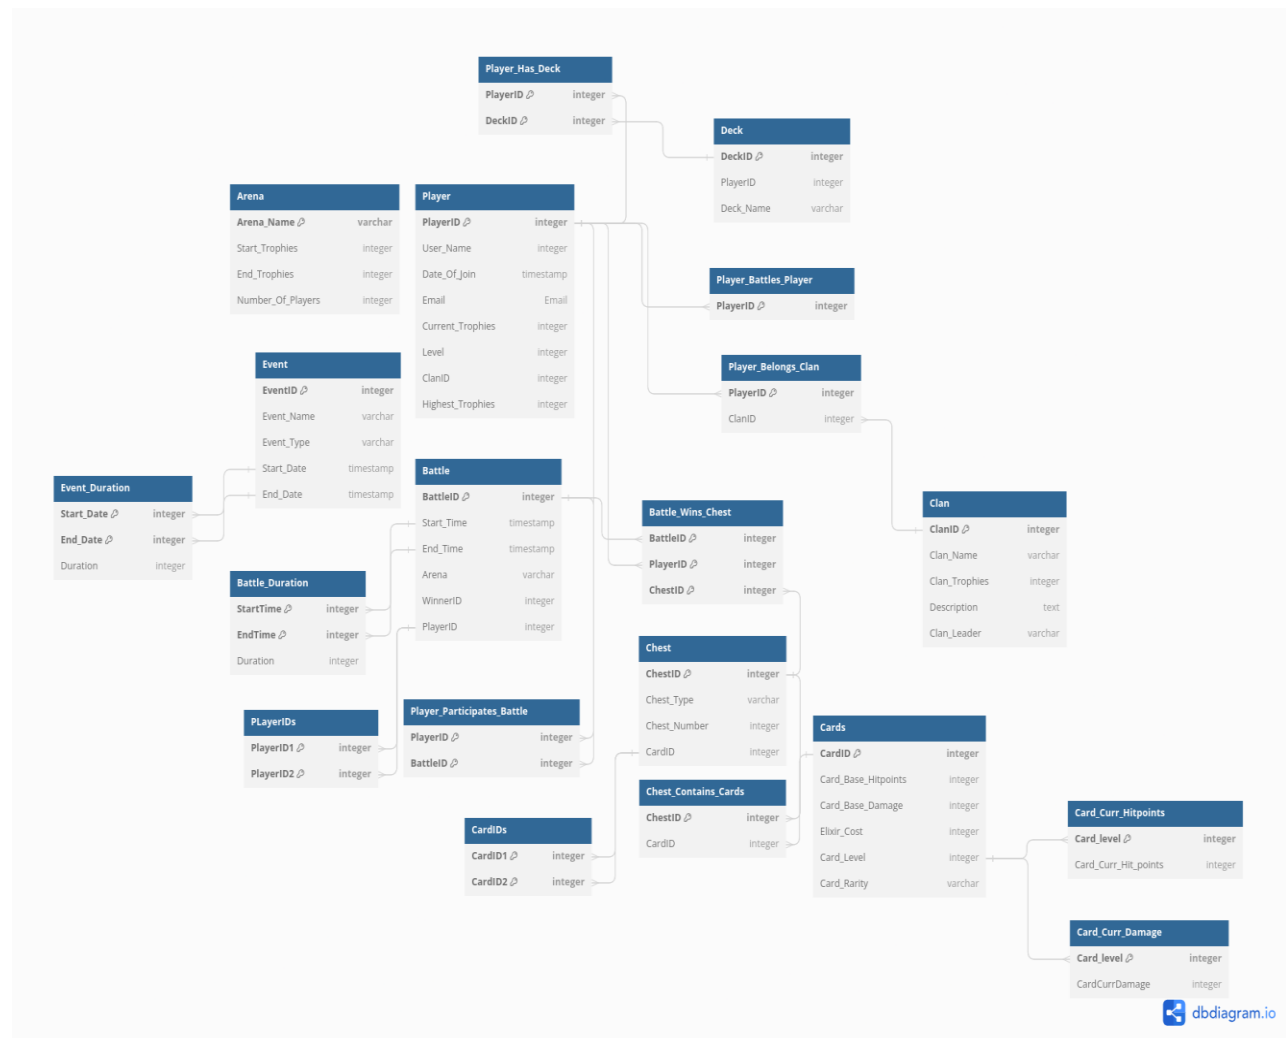 Player_Has_Deck
PlayerID integer
DeckID integer
Deck
DeckID integer
PlayerID integer
Deck_Name varchar
Arena
Arena_Name varchar
Start_Trophies integer
End_Trophies integer
Number_Of_Players integer
Player
PlayerID integer
User_Name integer
Date_Of_Join timestamp
Email Email
Current_Trophies integer
Level integer
ClanID integer
Highest_Trophies integer
Player_Battles_Player
PlayerID integer
Player_Belongs_Clan
PlayerID integer
ClanID integer
Event
EventID integer
Event_Name varchar
Event_Type varchar
Start_Date timestamp
End_Date timestamp
Event_Duration
Start_Date integer
End_Date integer
Duration integer
Battle
BattleID integer
Start_Time timestamp
End_Time timestamp
Arena varchar
WinnerID integer
PlayerID integer
Battle_Wins_Chest
BattleID integer
PlayerID integer
ChestID integer
Clan
ClanID integer
Clan_Name varchar
Clan_Trophies integer
Description text
Clan_Leader varchar
Battle_Duration
StartTime integer
EndTime integer
Duration integer
Chest
ChestID integer
Chest_Type varchar
Chest_Number integer
CardID integer
PLayerIDs
PlayerID1 integer
PlayerID2 integer
Player_Participates_Battle
PlayerID integer
BattleID integer
Cards
CardID integer
Card_Base_Hitpoints integer
Card_Base_Damage integer
Elixir_Cost integer
Card_Level integer
Card_Rarity varchar
Chest_Contains_Cards
ChestID integer
CardID integer
CardIDs
CardID1 integer
CardID2 integer
Card_Curr_Hitpoints
Card_level integer
Card_Curr_Hit_points integer
Card_Curr_Damage
Card_level integer
CardCurrDamage integer
dbdiagram.io